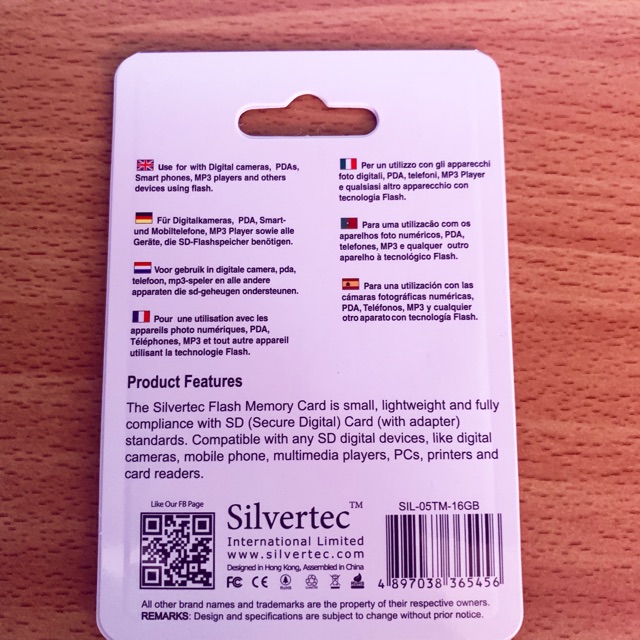 Use for with Digital cameras, PDAs,
Smart phones, MP3 players and others
devices using flash.
Für Digitalkameras, PDA, Smart-
und Mobiltelefone, MP3 Player sowie alle
Geräte, die SD-Flashspeicher benötigen.
Voor gebruik in digitale camera, pda,
telefoon, mp3-speler en alle andere
apparaten die sd-geheugen ondersteunen.
Pour une utilisation avec les
appareils photo numériques, PDA,
Téléphones, MP3 et tout autre appareil
utilisant la technologie Flash.
Per un utilizzo con gli apparecchi
foto digitali, PDA, telefoni, MP3 Player
e qualsiasi altro apparecchio con
tecnologia Flash.
Para uma utilizacão com os
aparelhos foto numéricos, PDA,
telefones, MP3 e qualquer outro
aparelho à tecnológico Flash.
Para una utilización con las
cámaras fotográficas numéricas,
PDA, Teléfonos, MP3 y cualquier
otro aparato con tecnología Flash.
Product Features
The Silvertec Flash Memory Card is small, lightweight and fully
compliance with SD (Secure Digital) Card (with adapter)
standards. Compatible with any SD digital devices, like digital
cameras, mobile phone, multimedia players, PCs, printers and
card readers.
Like Our FB Page
Silvertec™
International Limited
www.silvertec.com
Designed in Hong Kong, Assembled in China
FC CE
SIL-05TM-16GB
4 897038 365456
All other brand names and trademarks are the property of their respective owners.
REMARKS: Design and specifications are subject to change without prior notice.